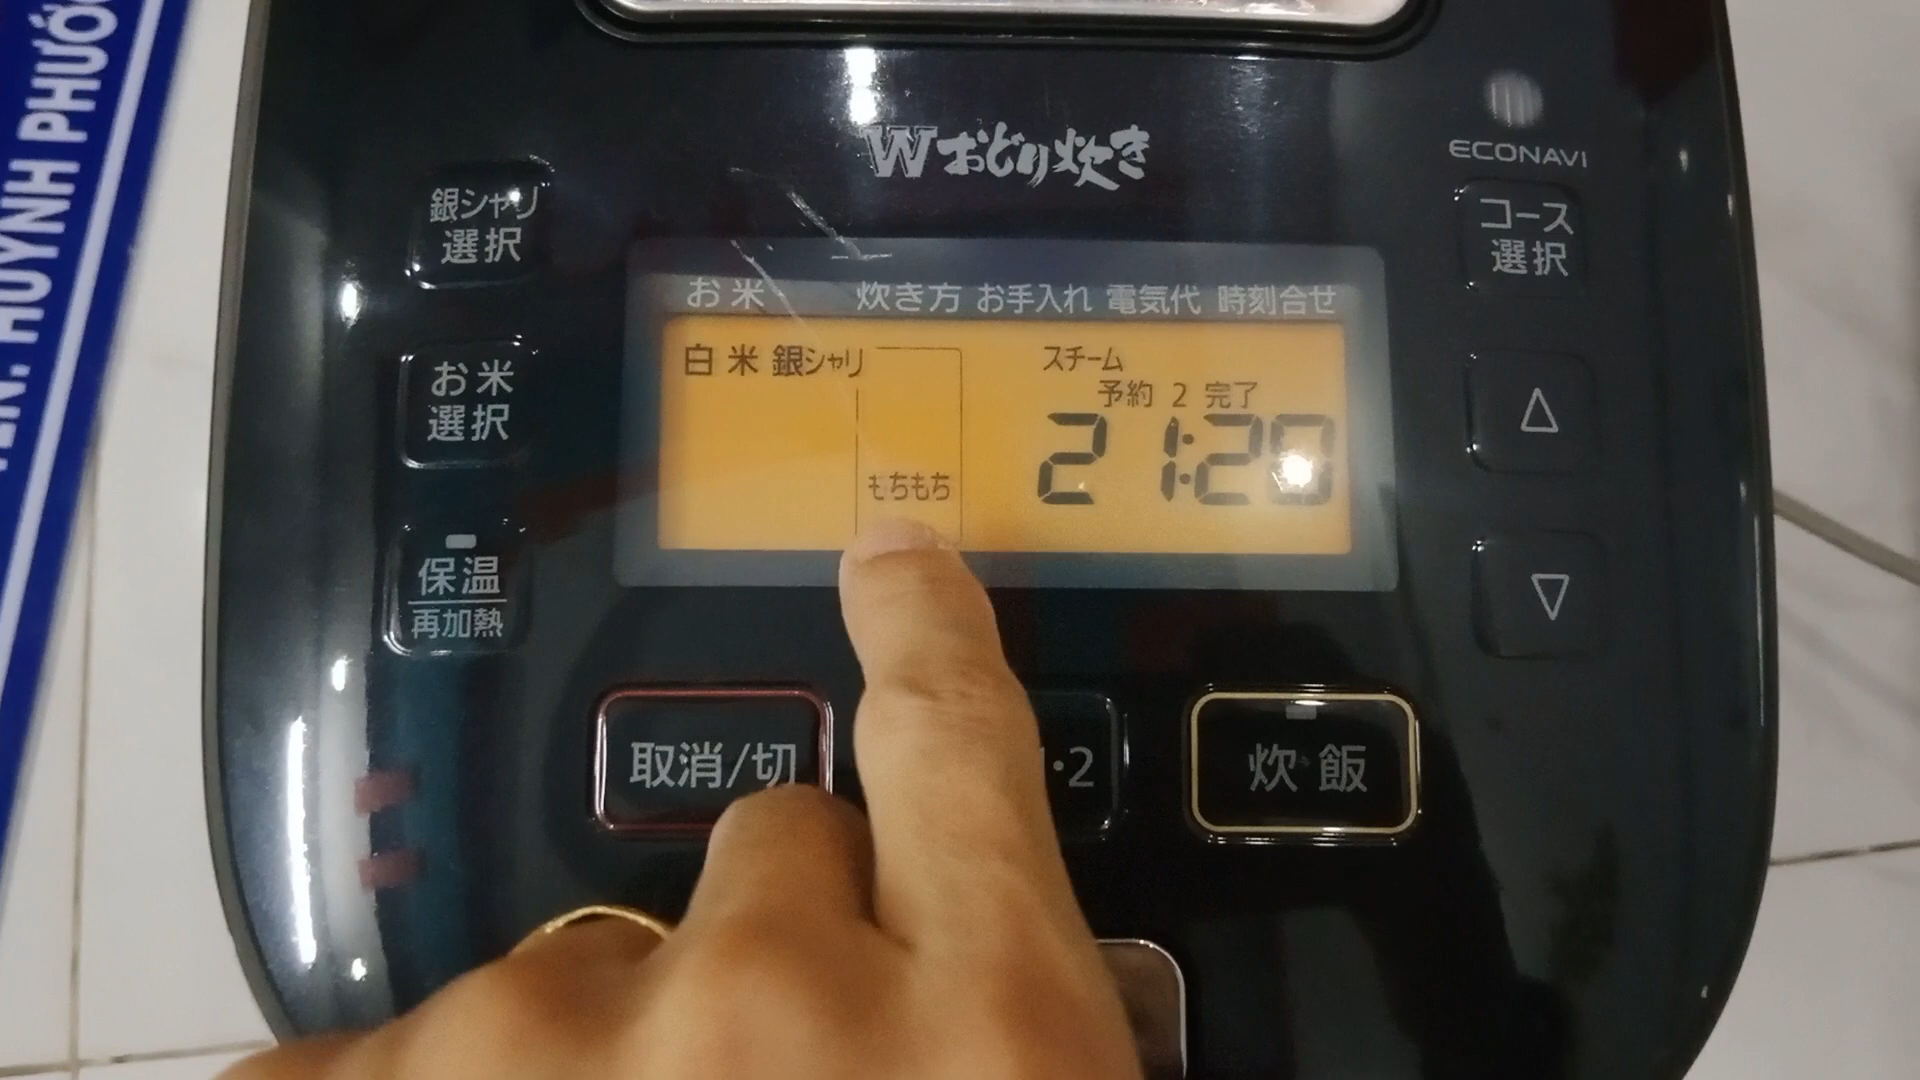 HUỲNH PHƯỚ
Wおどり炊き
ECONAVI
銀シャリ
選択
コース
選択
お米 炊き方 お手入れ 電気代 時刻合せ
白米 銀シャリ スチーム
予約 2 完了
21:20
もちもち
お米
選択
△
保温
再加熱
▽
取消/切
・2
炊飯